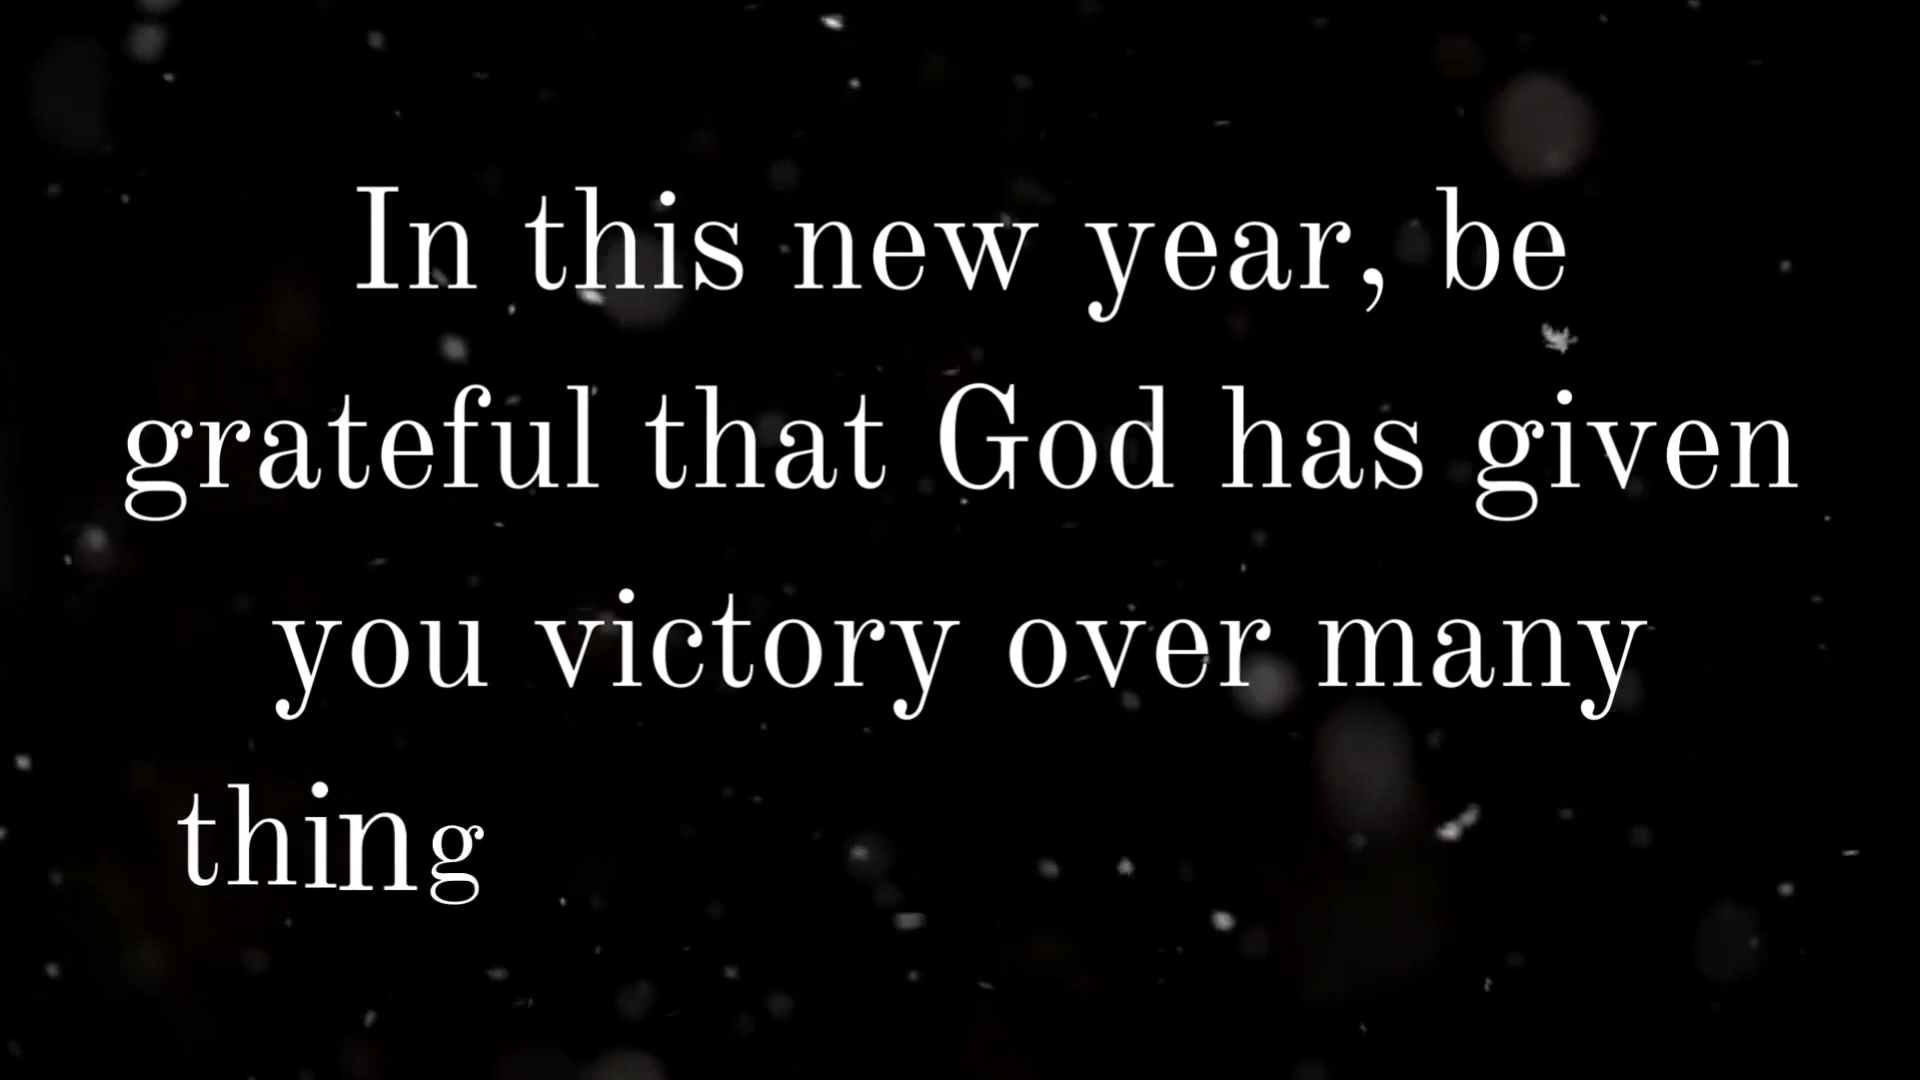 In this new year, be
grateful that God has given
you victory over many
thing